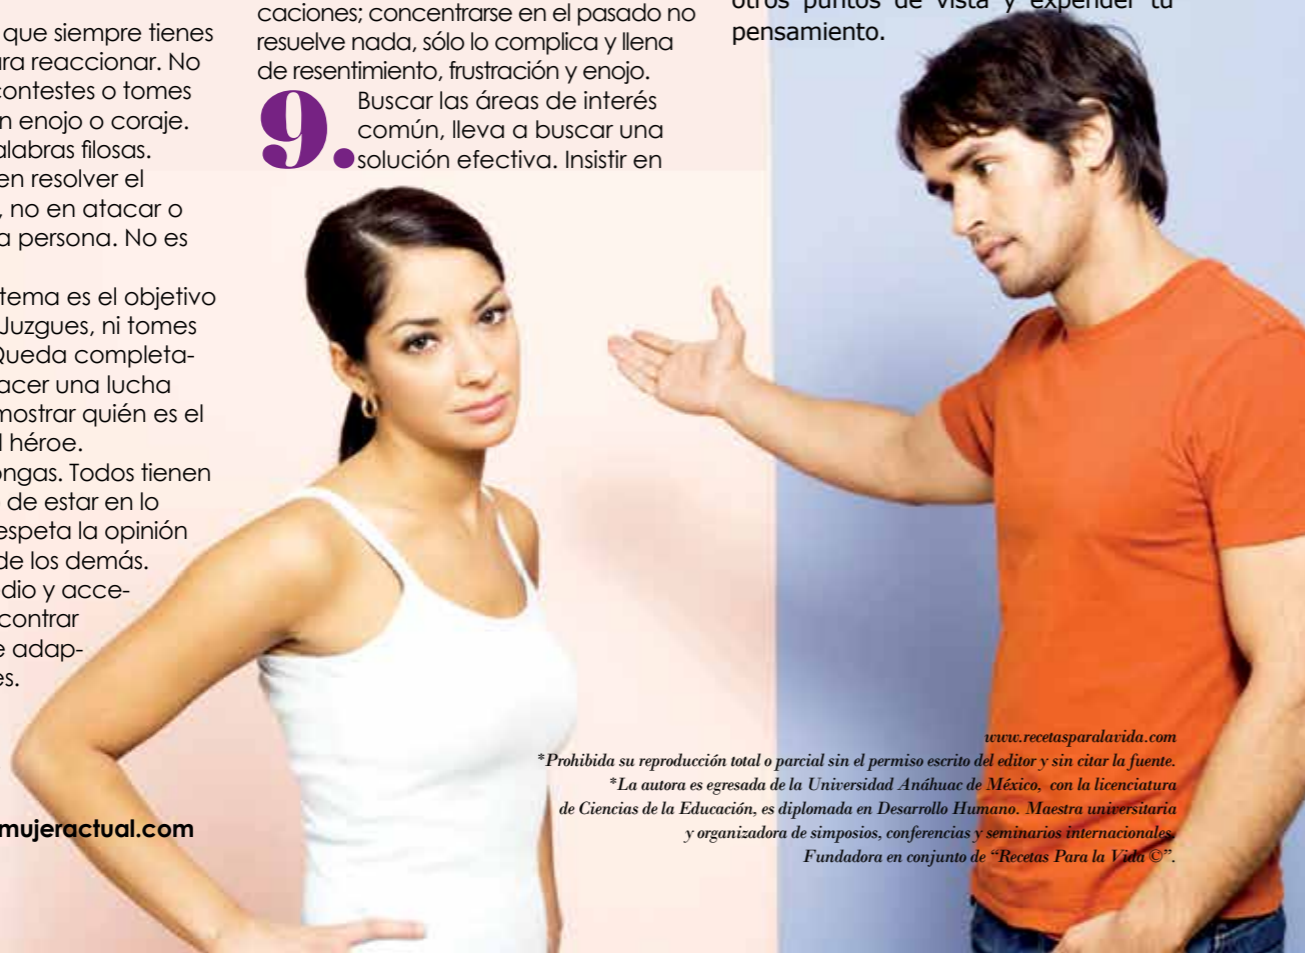 que siempre tienes
ra reaccionar. No
contestes o tomes
n enojo o coraje.
alabras filosas.
en resolver el
, no en atacar o
a persona. No es
tema es el objetivo
Juzgues, ni tomes
Queda completa-
acer una lucha
mostrar quién es el
l héroe.
ongas. Todos tienen
de estar en lo
espeta la opinión
de los demás.
dio y acce-
contrar
e adap-
es.
mujeractual.com
caciones; concentrarse en el pasado no
resuelve nada, sólo lo complica y llena
de resentimiento, frustración y enojo.
9. Buscar las áreas de interés
común, lleva a buscar una
solución efectiva. Insistir en
otros puntos de vista y expender tu
pensamiento.
www.recetasparalavida.com
*Prohibida su reproducción total o parcial sin el permiso escrito del editor y sin citar la fuente.
*La autora es egresada de la Universidad Anáhuac de México, con la licenciatura
de Ciencias de la Educación, es diplomada en Desarrollo Humano. Maestra universitaria
y organizadora de simposios, conferencias y seminarios internacionales.
Fundadora en conjunto de “Recetas Para la Vida ©”.